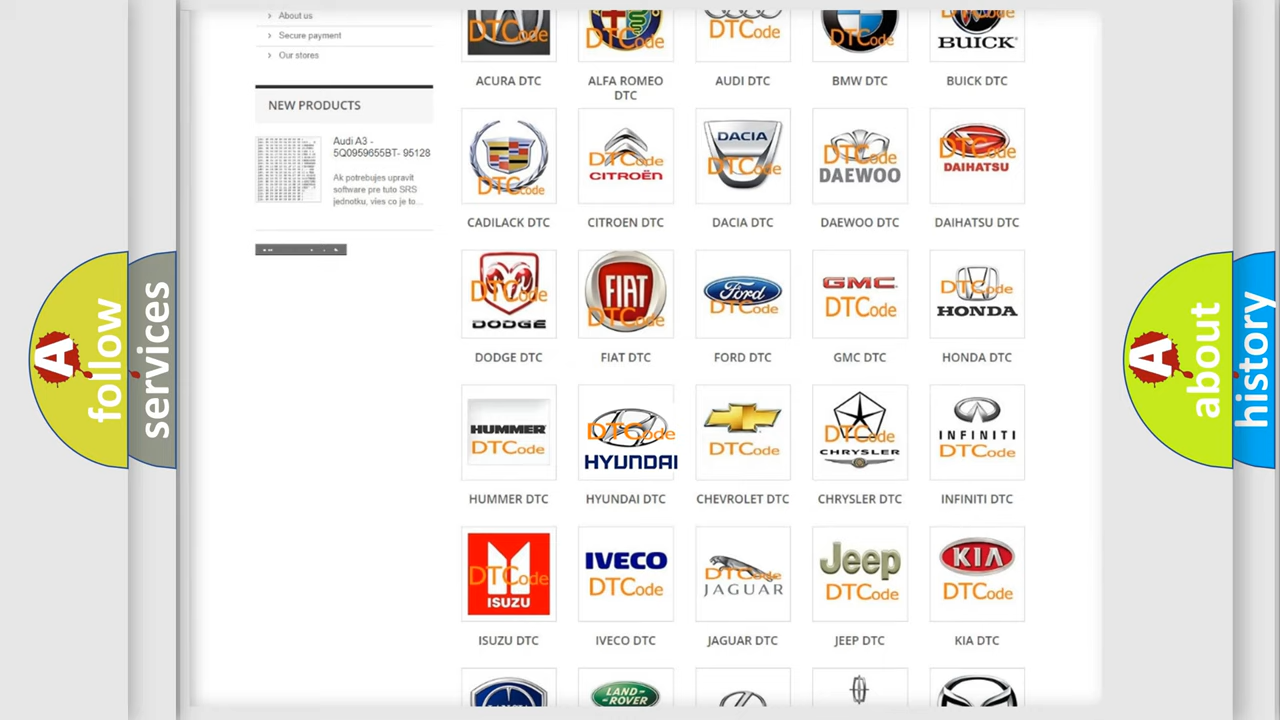 About us
Secure payment
Our stores
NEW PRODUCTS
Audi A3 -
5Q0959655BT- 95128
Ak potrebujes upravit
software pre tuto SRS
jednotku, vies co je to...
DTCode
DTCode
DTCode
DTCode
BUICK
ACURA DTC
ALFA ROMEO
DTC
AUDI DTC
BMW DTC
BUICK DTC
DTCode
DTCode
CITROËN
DACIA
DTCode
DTCode
DAEWOO
DTCode
DAIHATSU
CADILACK DTC
CITROEN DTC
DACIA DTC
DAEWOO DTC
DAIHATSU DTC
DTCode
DODGE
FIAT
DTCode
Ford
DTCode
GMC
DTCode
DTCode
HONDA
DODGE DTC
FIAT DTC
FORD DTC
GMC DTC
HONDA DTC
HUMMER
DTCode
DTCode
HYUNDAI
DTCode
DTCode
CHRYSLER
INFINITI
DTCode
HUMMER DTC
HYUNDAI DTC
CHEVROLET DTC
CHRYSLER DTC
INFINITI DTC
DTCode
ISUZU
IVECO
DTCode
DTCode
JAGUAR
Jeep
DTCode
KIA
DTCode
ISUZU DTC
IVECO DTC
JAGUAR DTC
JEEP DTC
KIA DTC
LAND-
ROVER
A
follow
services
A
about
history